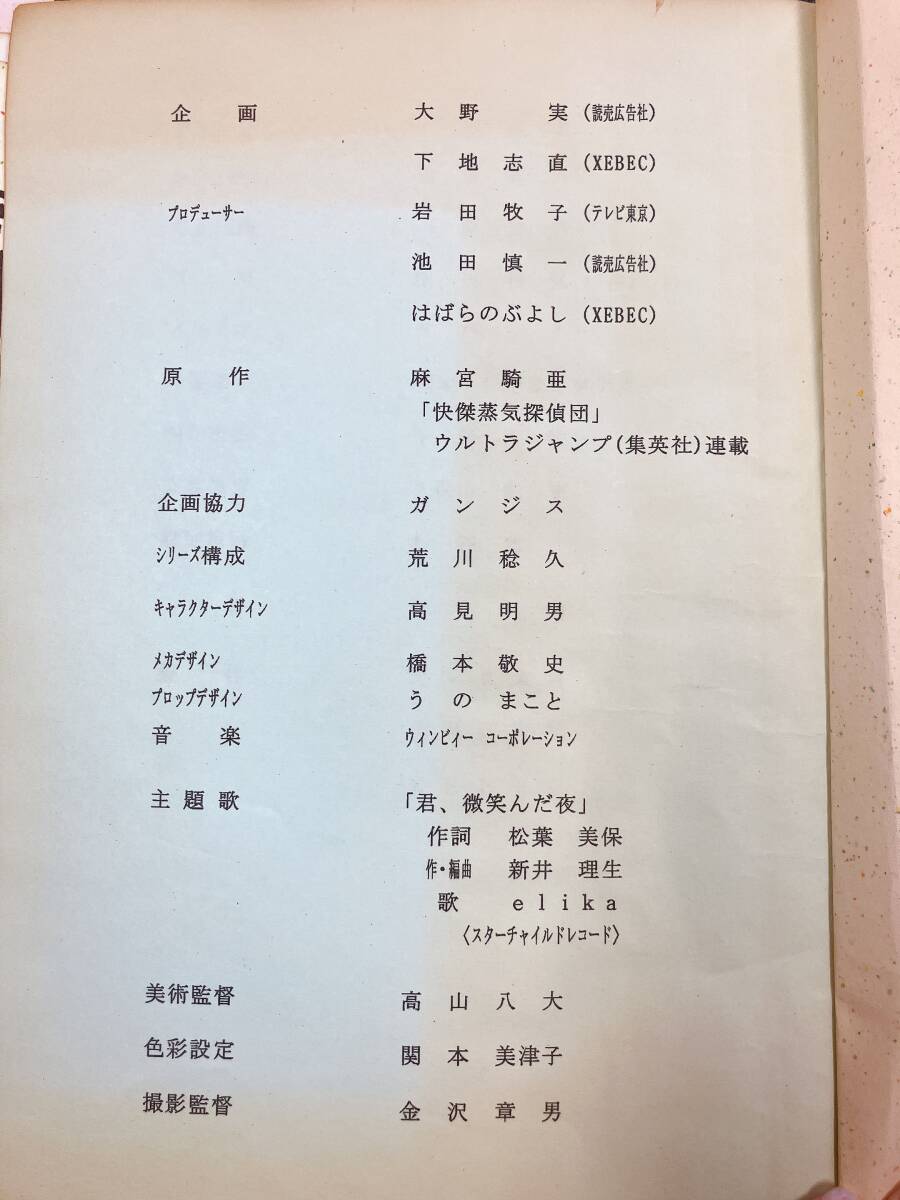 企画 大野 実 (読売広告社)
下地志直 (XEBEC)
プロデューサー 岩田牧子 (テレビ東京)
池田慎一 (読売広告社)
はばらのぶよし (XEBEC)
原作 麻宮騎亜
「快傑蒸気探偵団」
ウルトラジャンプ(集英社)連載
企画協力 ガンジス
シリーズ構成 荒川稔久
キャラクターデザイン 高見明男
メカデザイン 橋本敬史
プロップデザイン うのまこと
音楽 ウィンビィー コーポレーション
主題歌 「君、微笑んだ夜」
作詞 松葉 美保
作・編曲 新井 理生
歌 elika
〈スターチャイルドレコード〉
美術監督 高山八大
色彩設定 関本 美津子
撮影監督 金沢章男